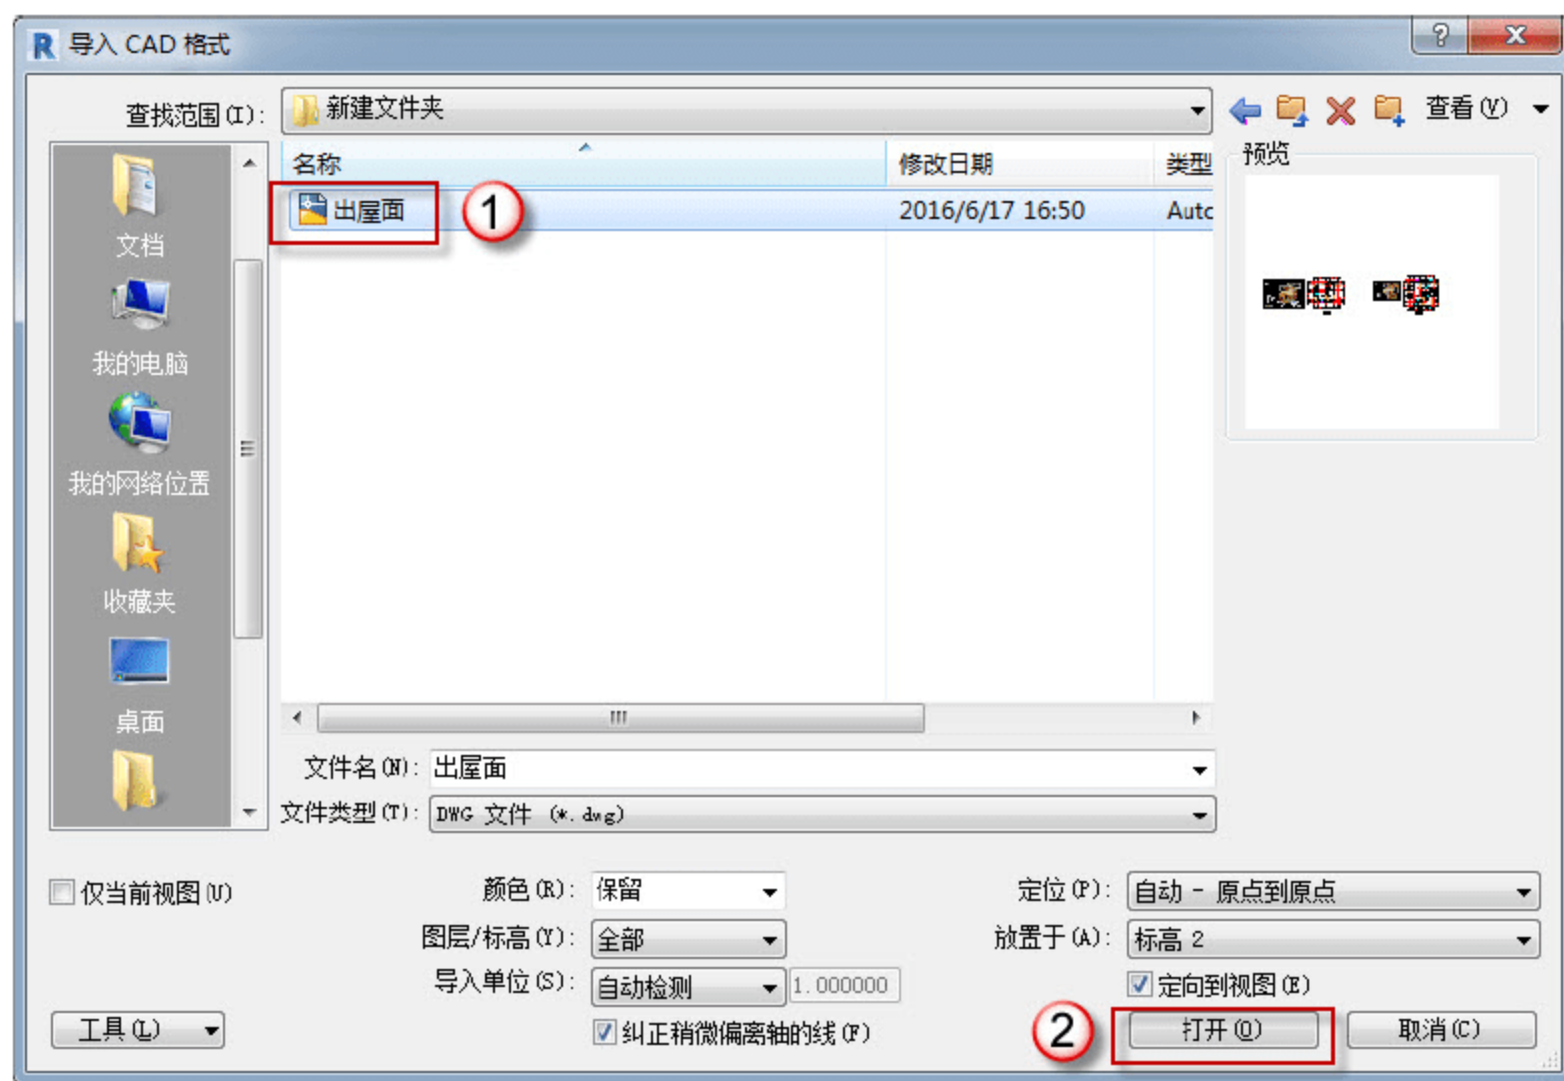 导入 CAD 格式
查找范围(I): 新建文件夹 查看(V)
名称 修改日期 类型
出屋面 ① 2016/6/17 16:50 Autc
预览
文档
我的电脑
我的网络位置
收藏夹
桌面
文件名(N): 出屋面
文件类型(T): DWG 文件 (*.dwg)
仅当前视图(U) 颜色(R): 保留 定位(P): 自动 - 原点到原点
图层/标高(Y): 全部 放置于(A): 标高 2
导入单位(S): 自动检测 1.000000 定向到视图(E)
工具(L) 纠正稍微偏离轴的线(F) ② 打开(O) 取消(C)